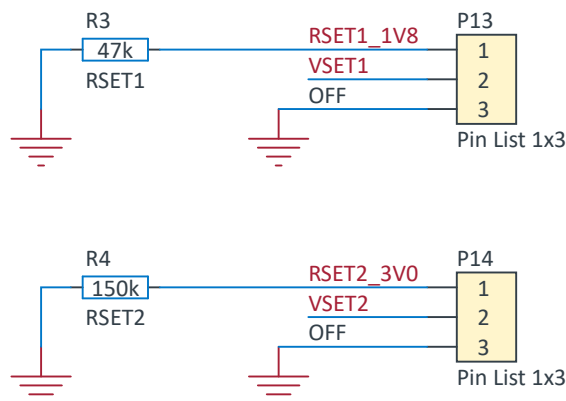 R3
47k
RSET1
RSET1_1V8
VSET1
OFF
P13
1
2
3
Pin List 1x3
R4
150k
RSET2
RSET2_3V0
VSET2
OFF
P14
1
2
3
Pin List 1x3